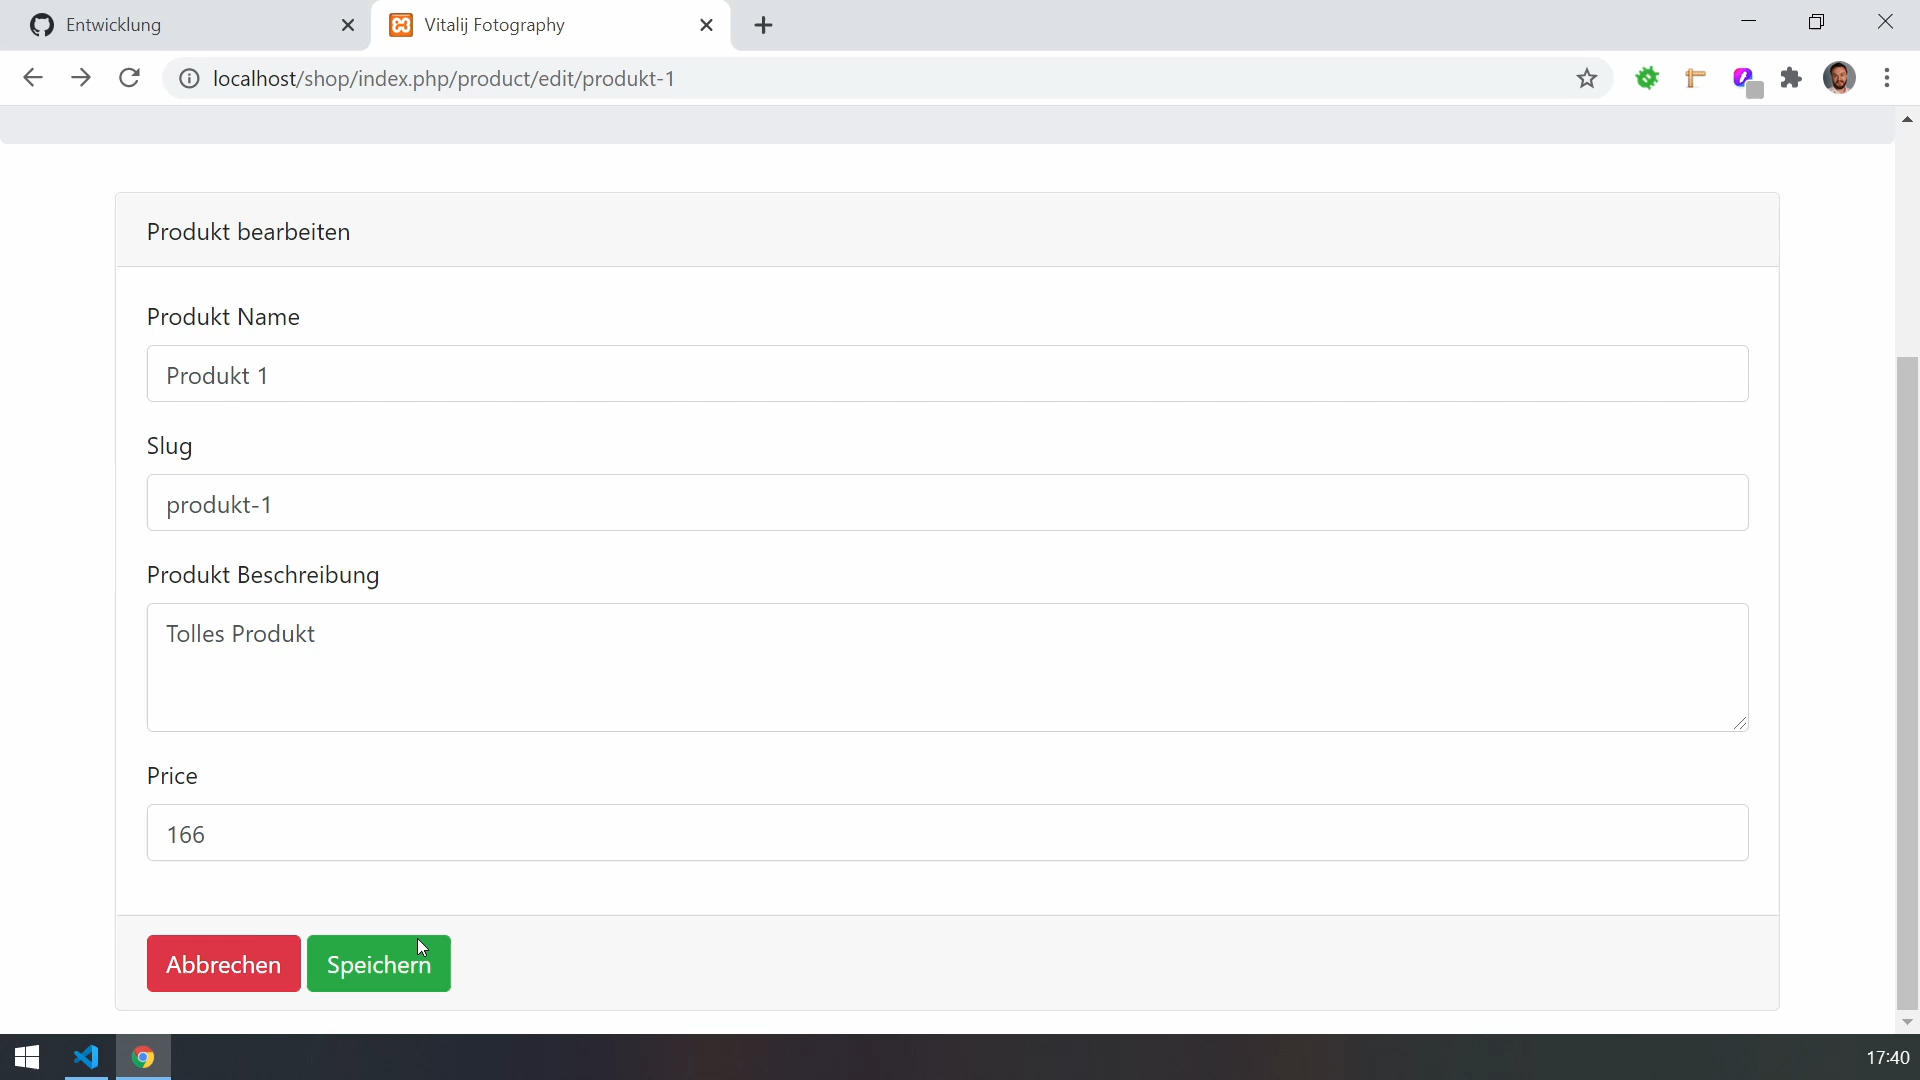 Entwicklung
Vitalij Fotography
localhost/shop/index.php/product/edit/produkt-1
Produkt bearbeiten
Produkt Name
Produkt 1
Slug
produkt-1
Produkt Beschreibung
Tolles Produkt
Price
166
Abbrechen
Speichern
17:40